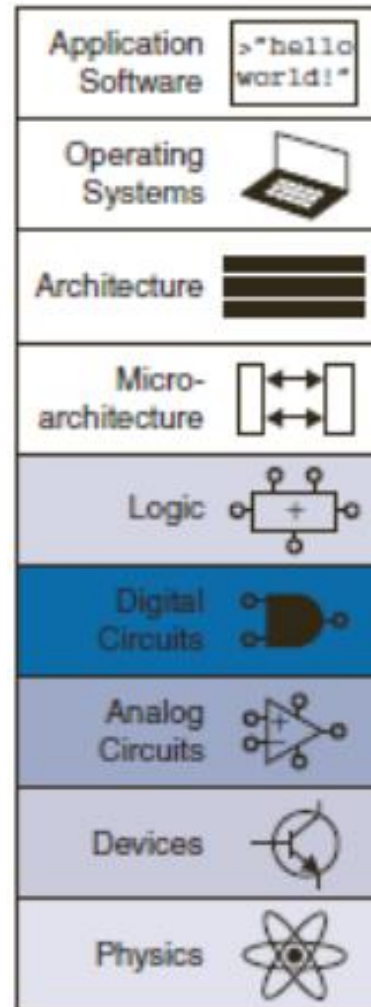 Application
Software
>"hello
world!"
Operating
Systems
Architecture
Micro-
architecture
Logic
+
Digital
Circuits
Analog
Circuits
+
−
Devices
Physics